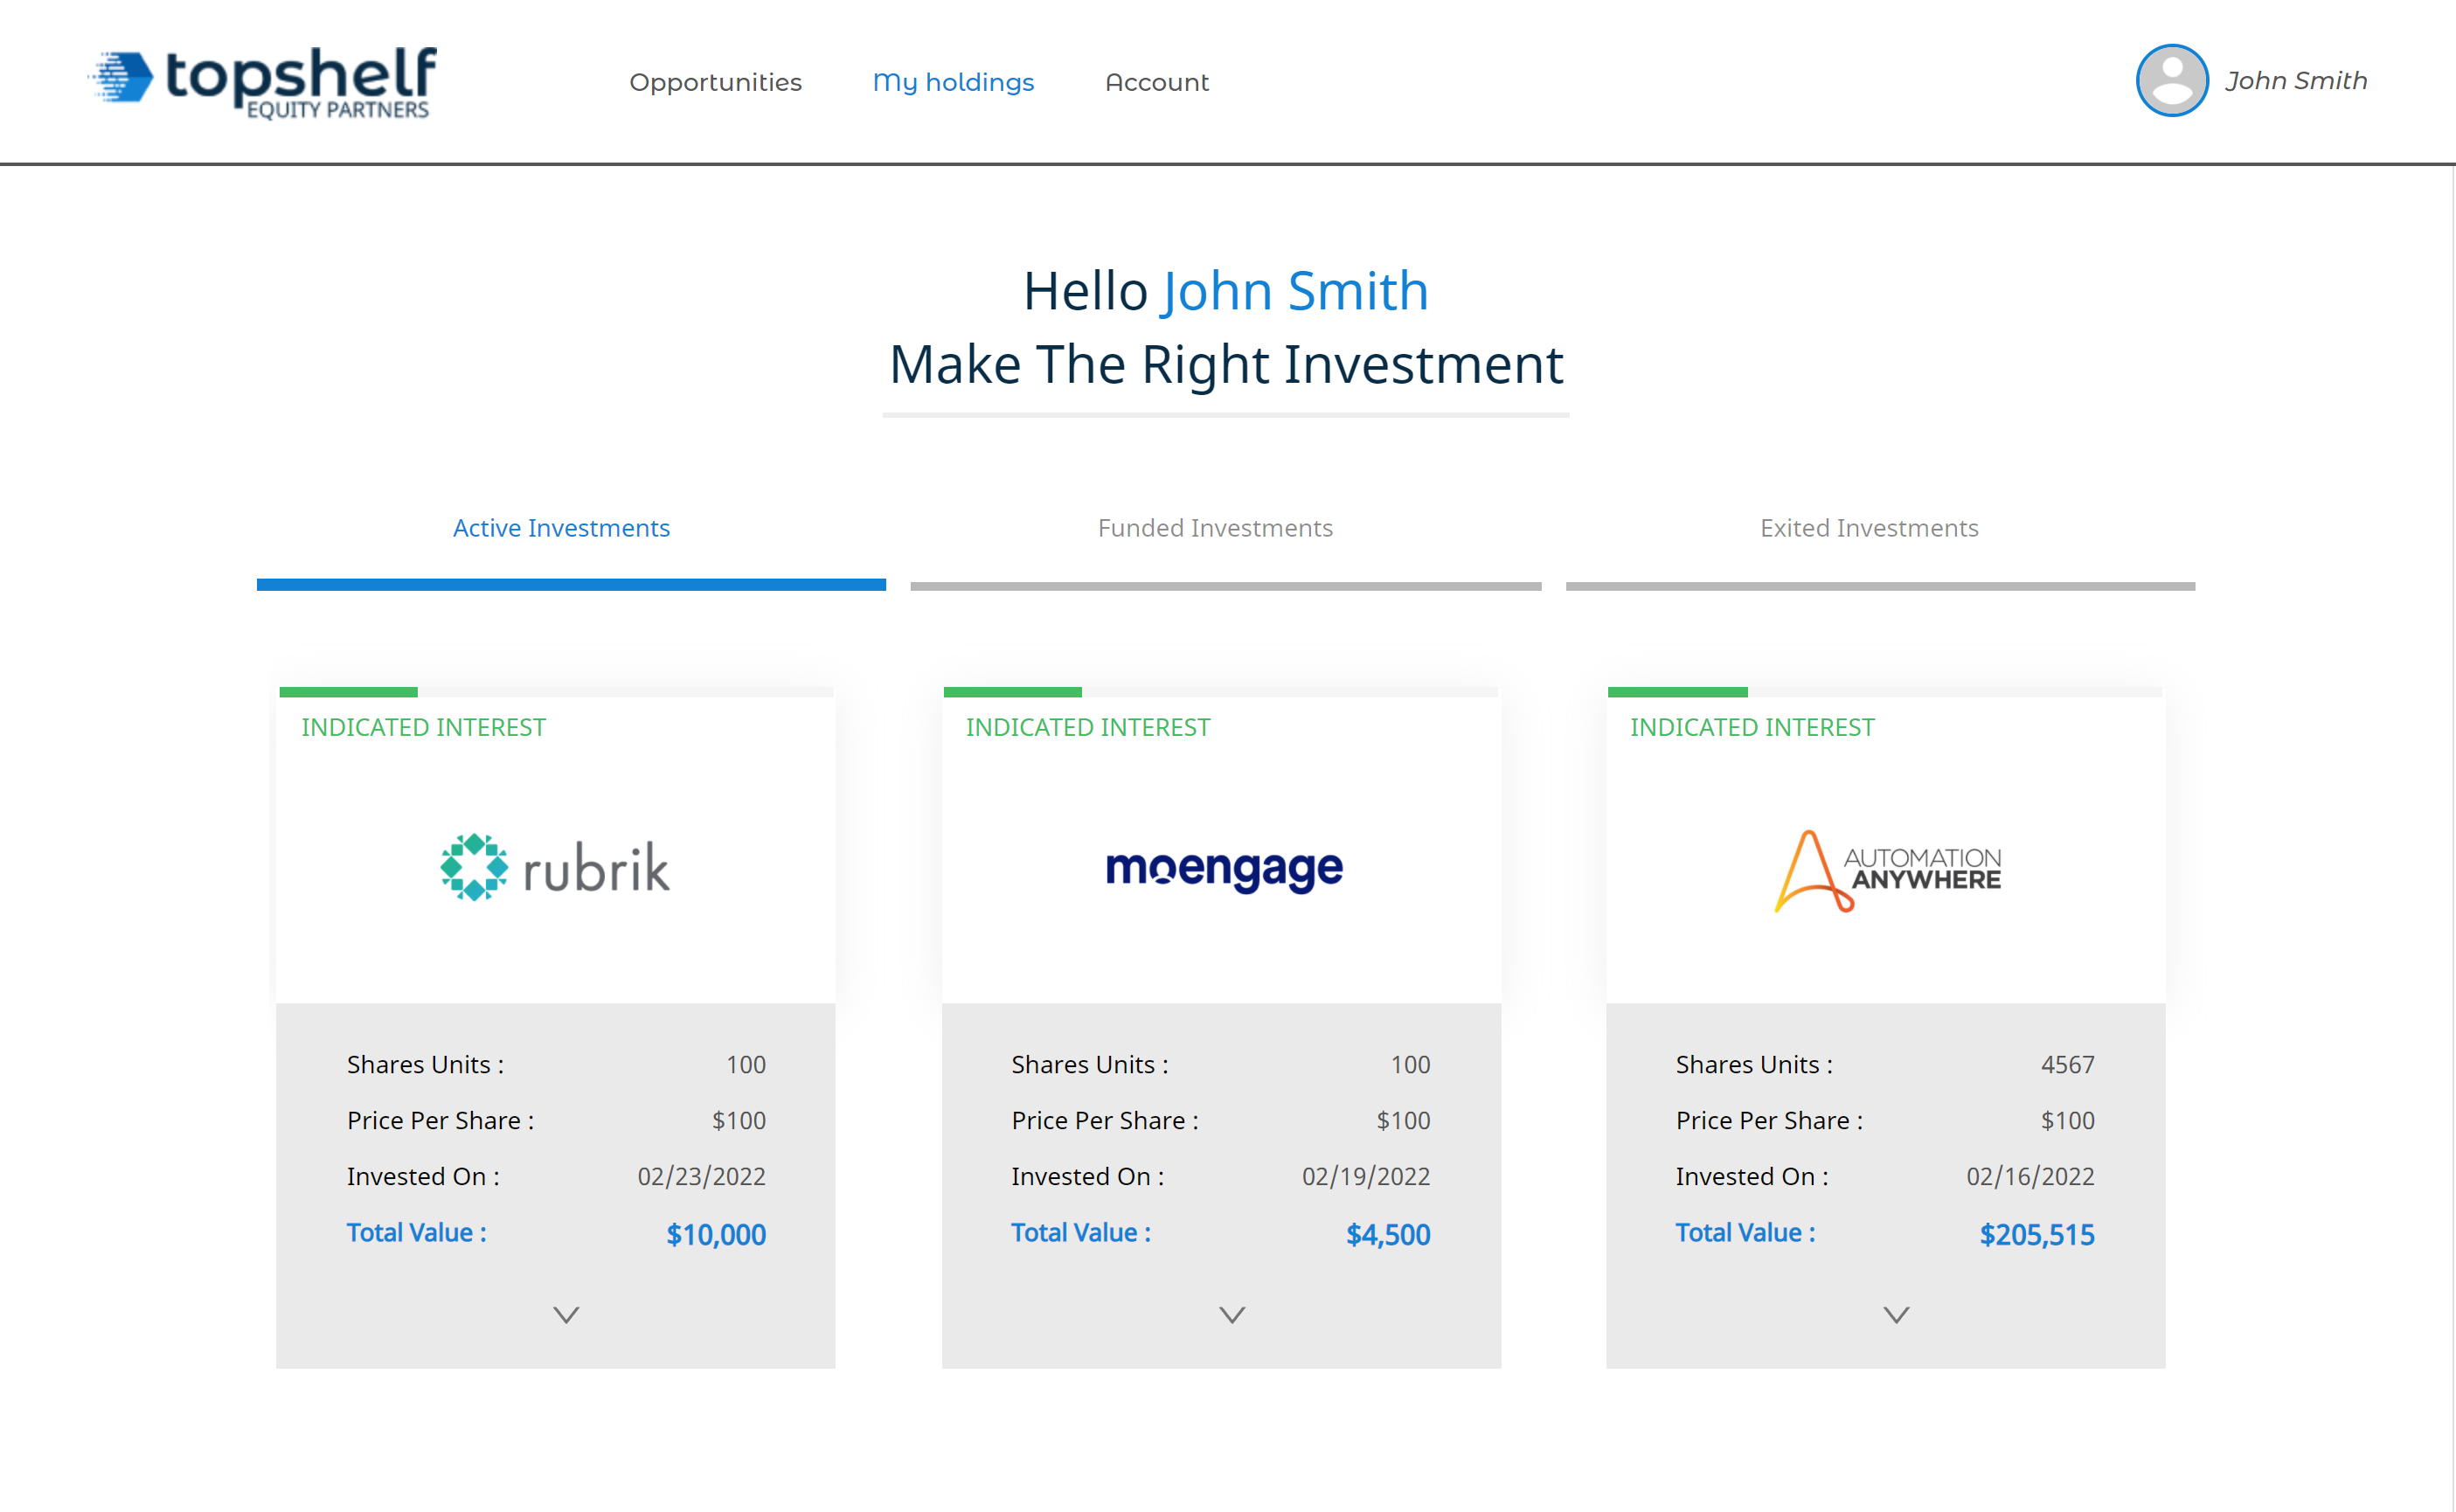 topshelf
EQUITY PARTNERS
Opportunities
My holdings
Account
John Smith
Hello John Smith
Make The Right Investment
Active Investments
Funded Investments
Exited Investments
INDICATED INTEREST
rubrik
Shares Units : 100
Price Per Share : $100
Invested On : 02/23/2022
Total Value : $10,000
INDICATED INTEREST
moengage
Shares Units : 100
Price Per Share : $100
Invested On : 02/19/2022
Total Value : $4,500
INDICATED INTEREST
AUTOMATION
ANYWHERE
Shares Units : 4567
Price Per Share : $100
Invested On : 02/16/2022
Total Value : $205,515